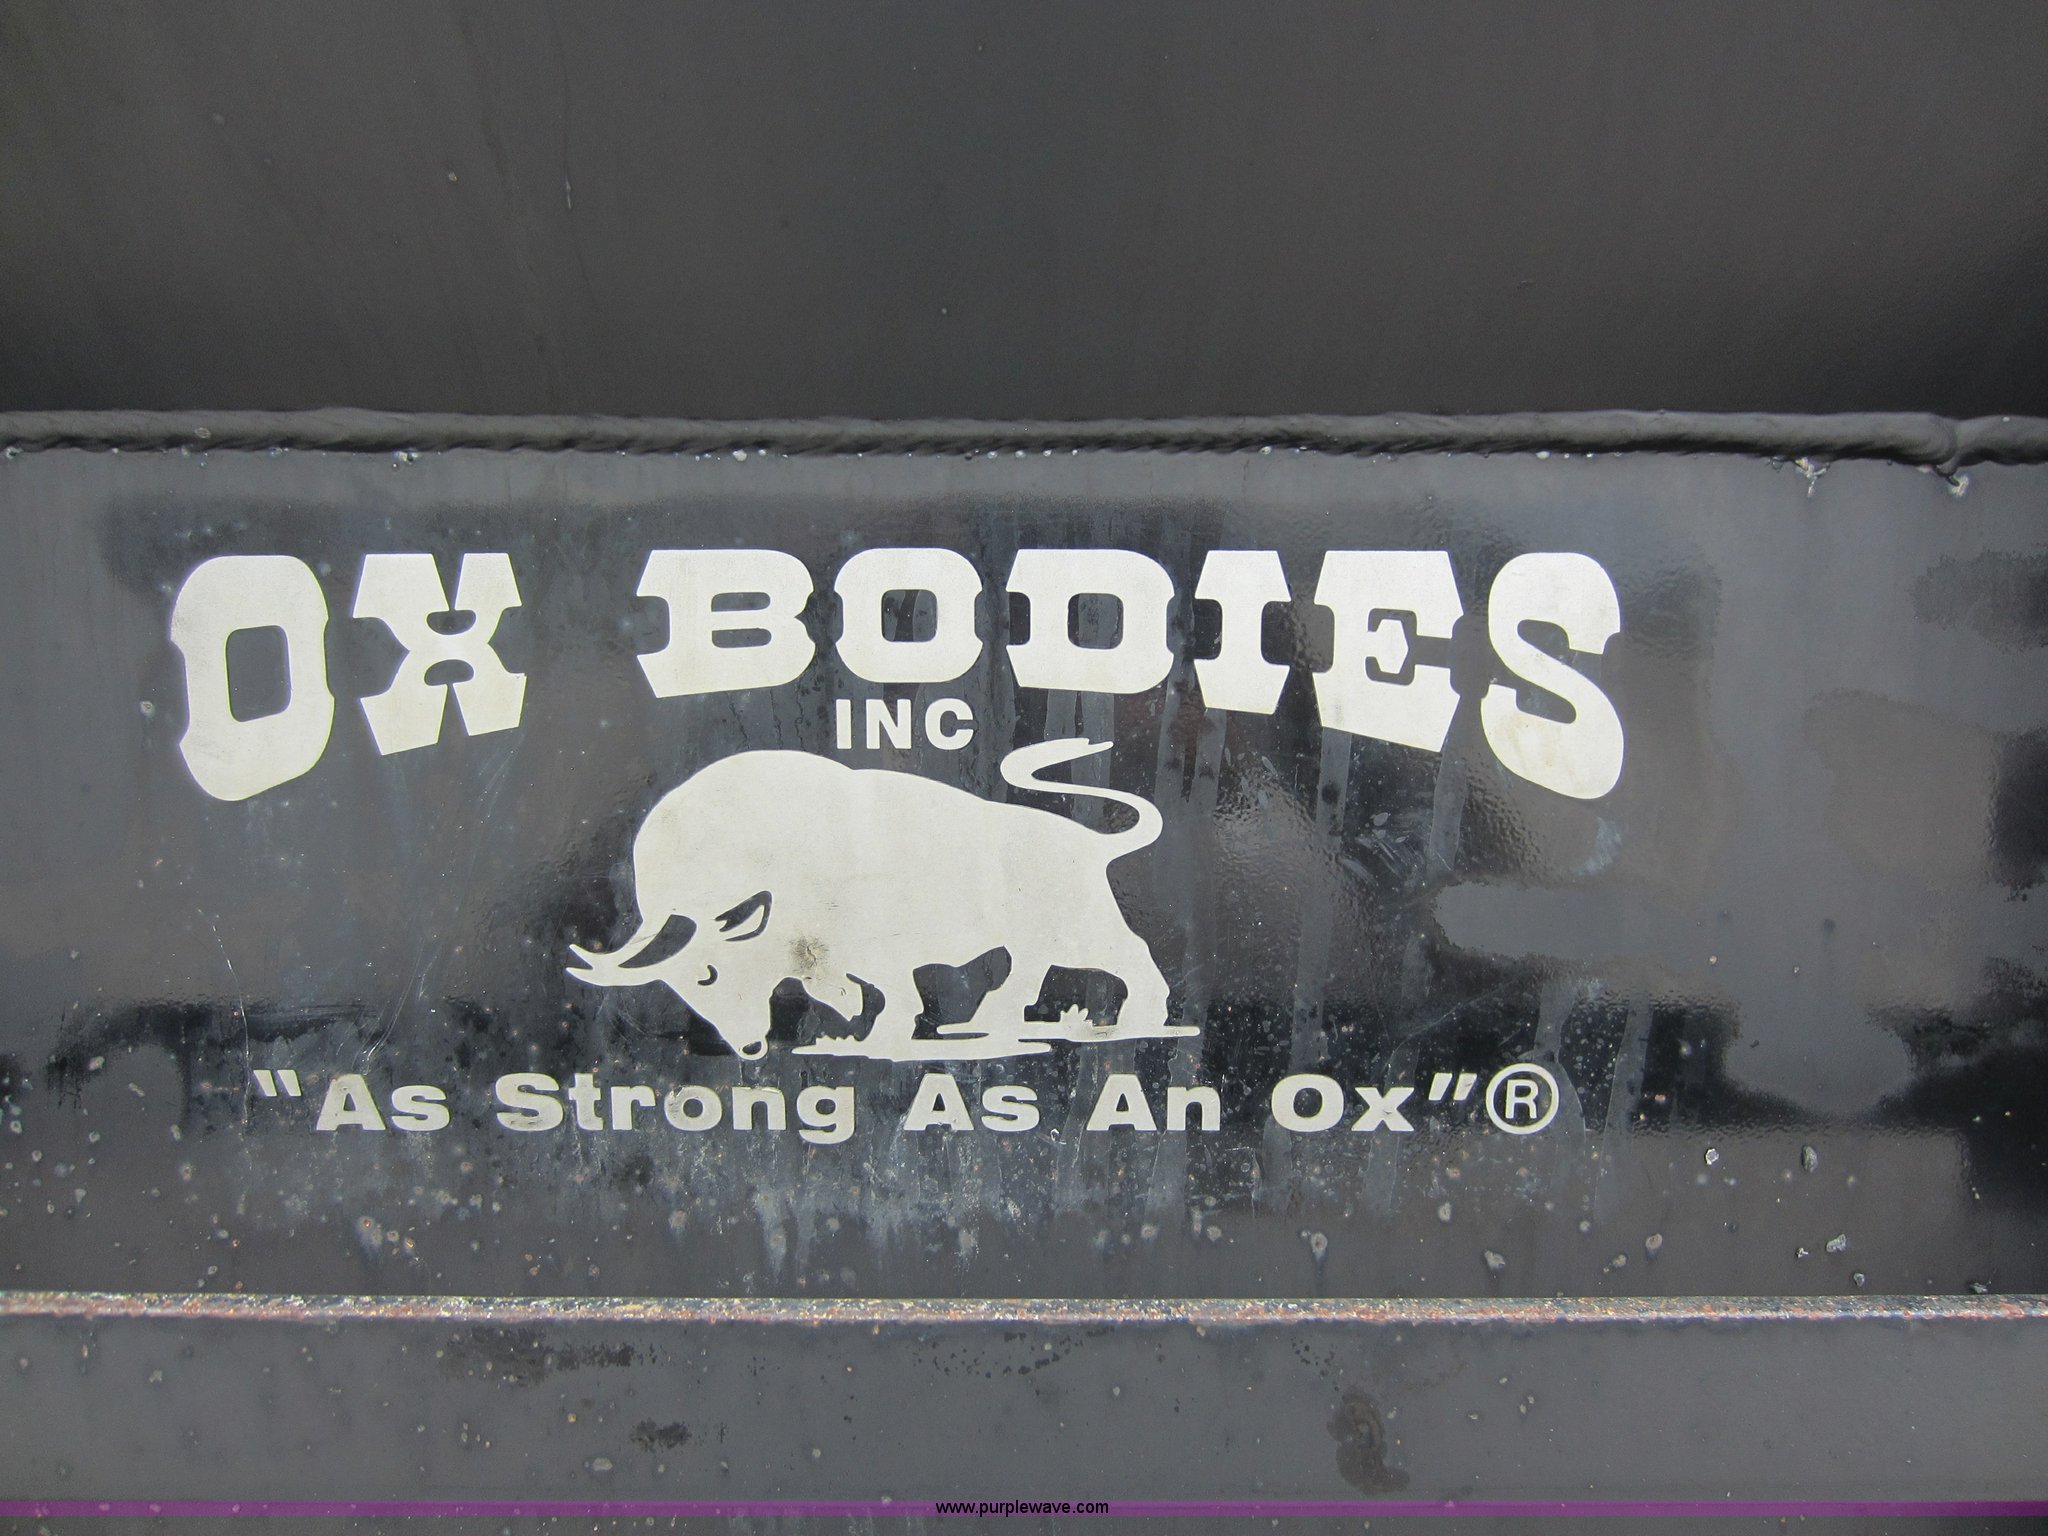 OX BODIES
INC
"As Strong As An Ox"®
www.purplewave.com